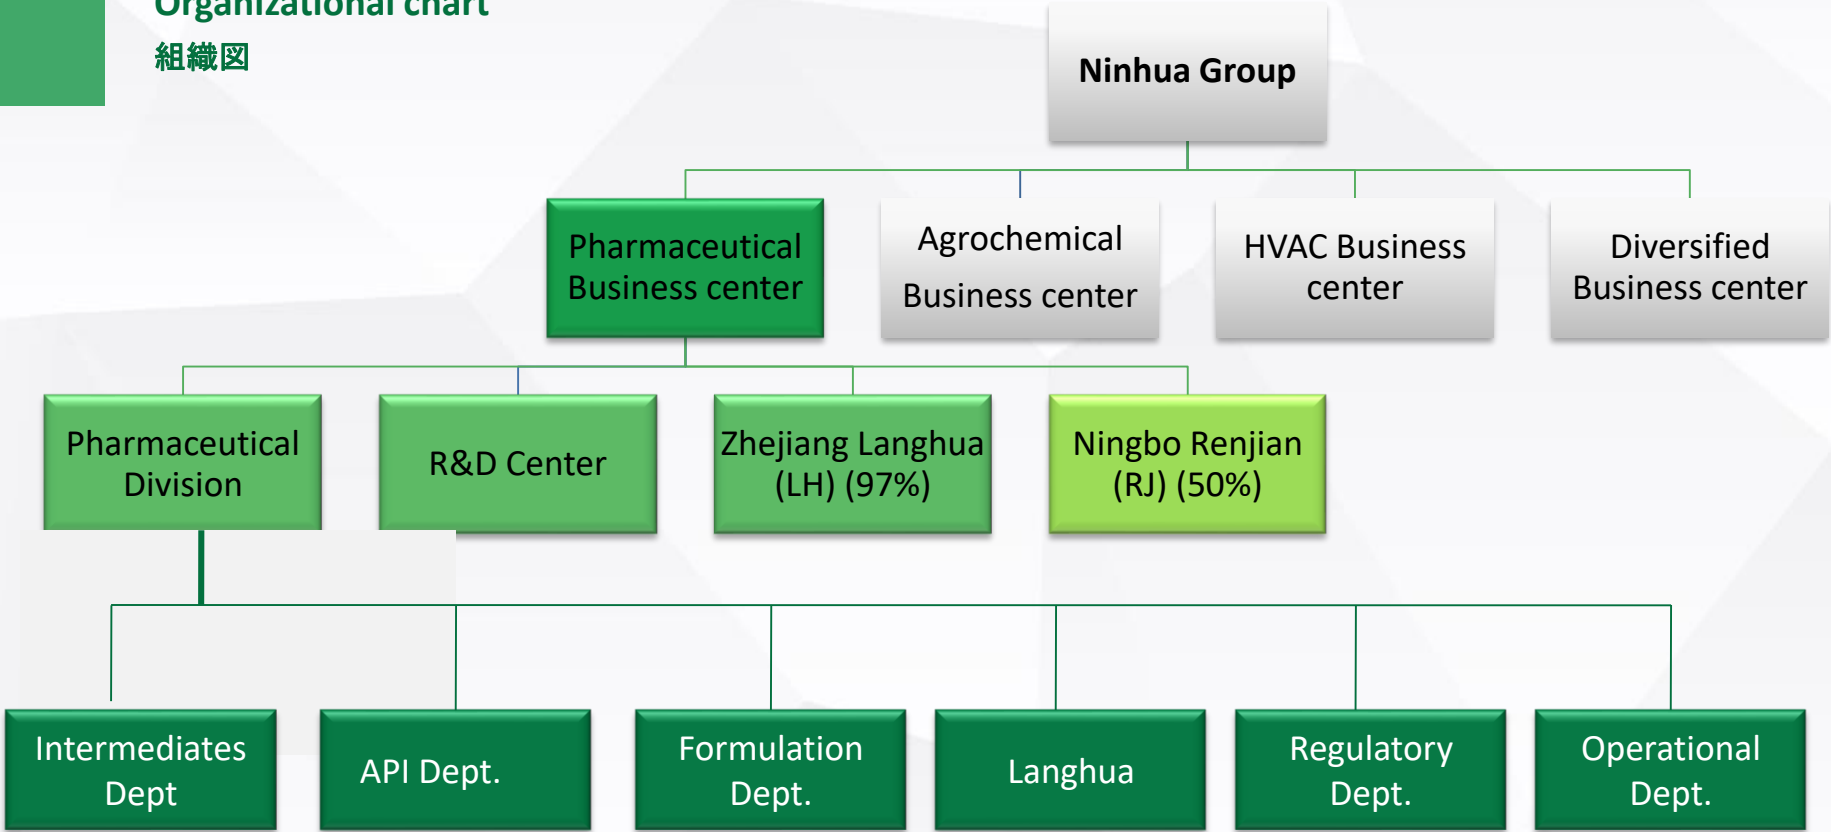 Organizational chart
組織図
Ninhua Group
Pharmaceutical
Business center
Agrochemical
Business center
HVAC Business
center
Diversified
Business center
Pharmaceutical
Division
R&D Center
Zhejiang Langhua
(LH) (97%)
Ningbo Renjian
(RJ) (50%)
Intermediates
Dept
API Dept.
Formulation
Dept.
Langhua
Regulatory
Dept.
Operational
Dept.